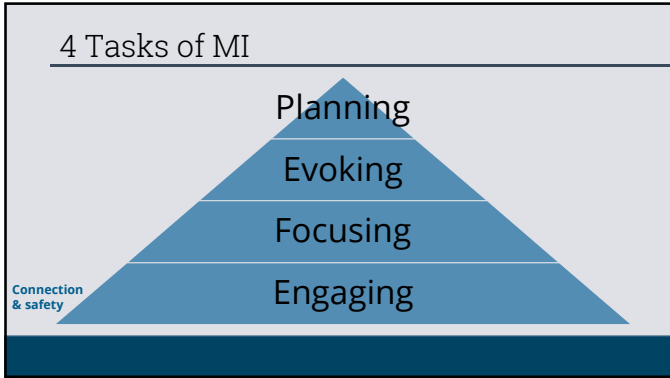 4 Tasks of MI
Planning
Evoking
Focusing
Engaging
Connection
& safety